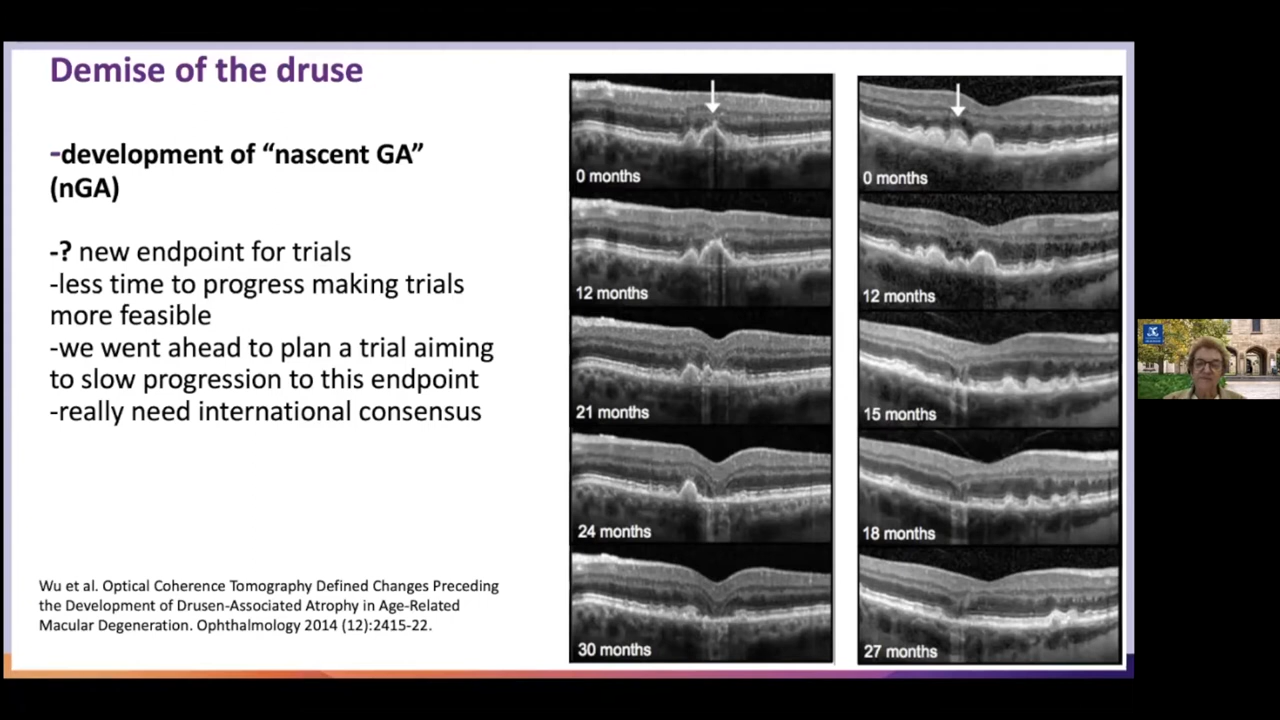 Demise of the druse
-development of “nascent GA”
(nGA)
-? new endpoint for trials
-less time to progress making trials
more feasible
-we went ahead to plan a trial aiming
to slow progression to this endpoint
-really need international consensus
Wu et al. Optical Coherence Tomography Defined Changes Preceding
the Development of Drusen-Associated Atrophy in Age-Related
Macular Degeneration. Ophthalmology 2014 (12):2415-22.
0 months
12 months
21 months
24 months
30 months
0 months
12 months
15 months
18 months
27 months